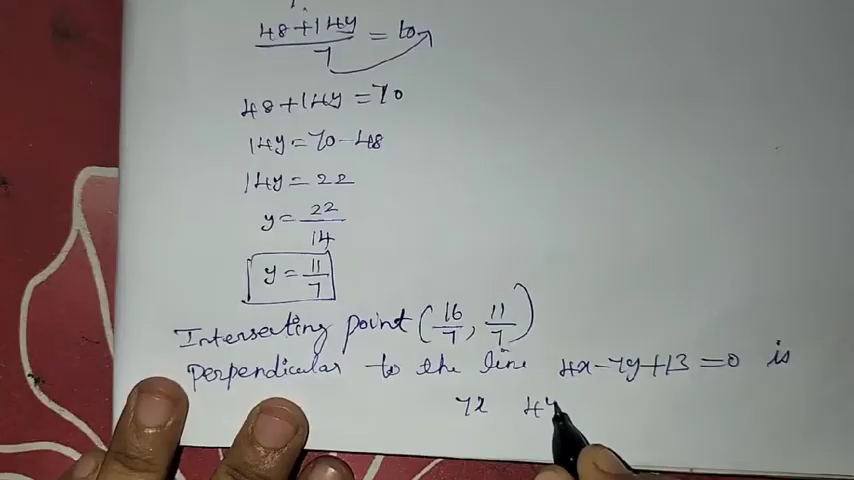 48+14y/7 = 10
48+14y = 70
14y = 70-48
14y = 22
y = 22/14
y = 11/7
Intersecting point (16/7, 11/7)
Perpendicular to the line 4x-7y+13=0 is
7x 4y